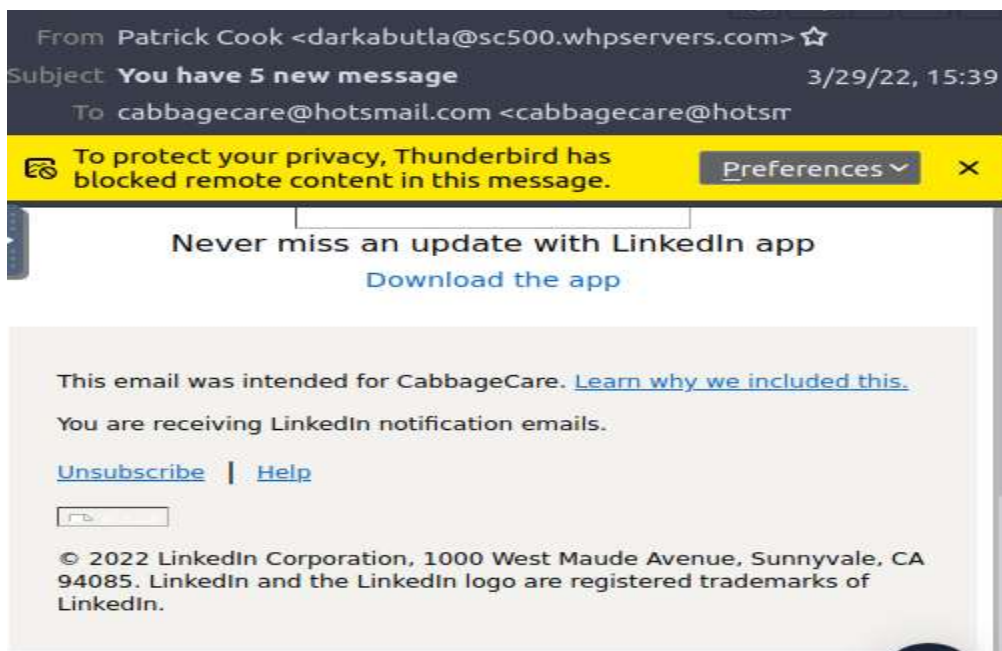 From Patrick Cook <darkabutla@sc500.whpservers.com>
Subject You have 5 new message 3/29/22, 15:39
To cabbagecare@hotsmail.com <cabbagecare@hotsm
To protect your privacy, Thunderbird has
blocked remote content in this message.
Preferences
Never miss an update with LinkedIn app
Download the app
This email was intended for CabbageCare. Learn why we included this.
You are receiving LinkedIn notification emails.
Unsubscribe | Help
© 2022 LinkedIn Corporation, 1000 West Maude Avenue, Sunnyvale, CA
94085. LinkedIn and the LinkedIn logo are registered trademarks of
LinkedIn.